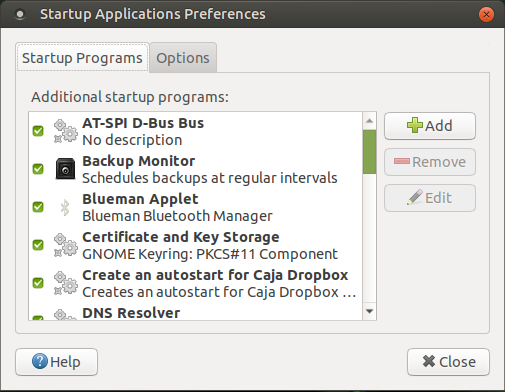 Startup Applications Preferences
Startup Programs
Options
Additional startup programs:
AT-SPI D-Bus Bus
No description
Backup Monitor
Schedules backups at regular intervals
Blueman Applet
Blueman Bluetooth Manager
Certificate and Key Storage
GNOME Keyring: PKCS#11 Component
Create an autostart for Caja Dropbox
Creates an autostart for Caja Dropbox ...
DNS Resolver
Add
Remove
Edit
Help
Close